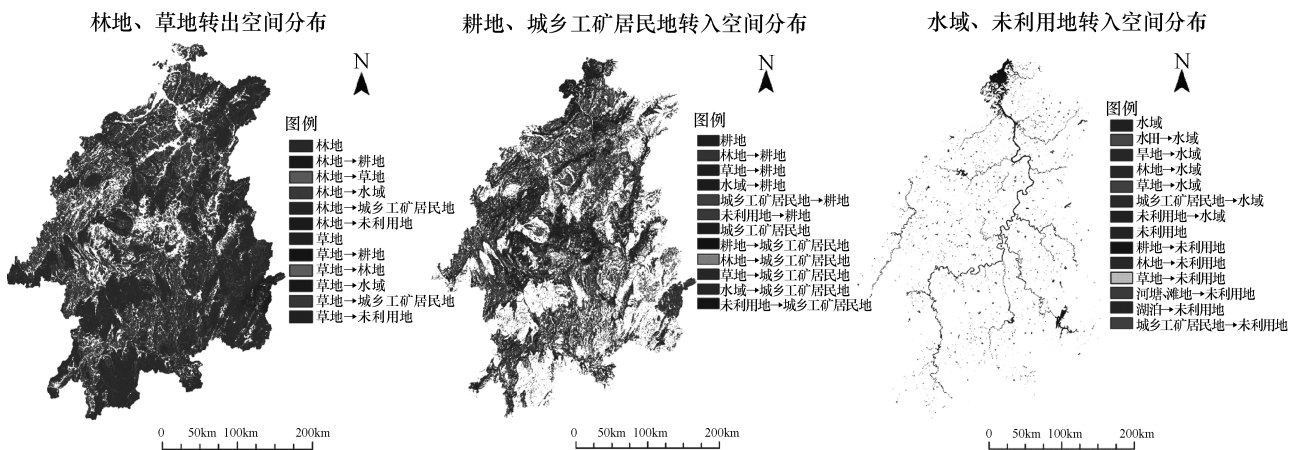 林地、草地转出空间分布
N
图例
林地
林地→耕地
林地→草地
林地→水域
林地→城乡工矿居民地
林地→未利用地
草地
草地→耕地
草地→林地
草地→水域
草地→城乡工矿居民地
草地→未利用地
0 50km 100km 200km
耕地、城乡工矿居民地转入空间分布
N
图例
耕地
林地→耕地
草地→耕地
水域→耕地
城乡工矿居民地→耕地
未利用地→耕地
城乡工矿居民地
耕地→城乡工矿居民地
林地→城乡工矿居民地
草地→城乡工矿居民地
水域→城乡工矿居民地
未利用地→城乡工矿居民地
0 50km 100km 200km
水域、未利用地转入空间分布
N
图例
水域
水田→水域
旱地→水域
林地→水域
草地→水域
城乡工矿居民地→水域
未利用地→水域
未利用地
耕地→未利用地
林地→未利用地
草地→未利用地
河塘、滩地→未利用地
湖泊→未利用地
城乡工矿居民地→未利用地
0 50km 100km 200km